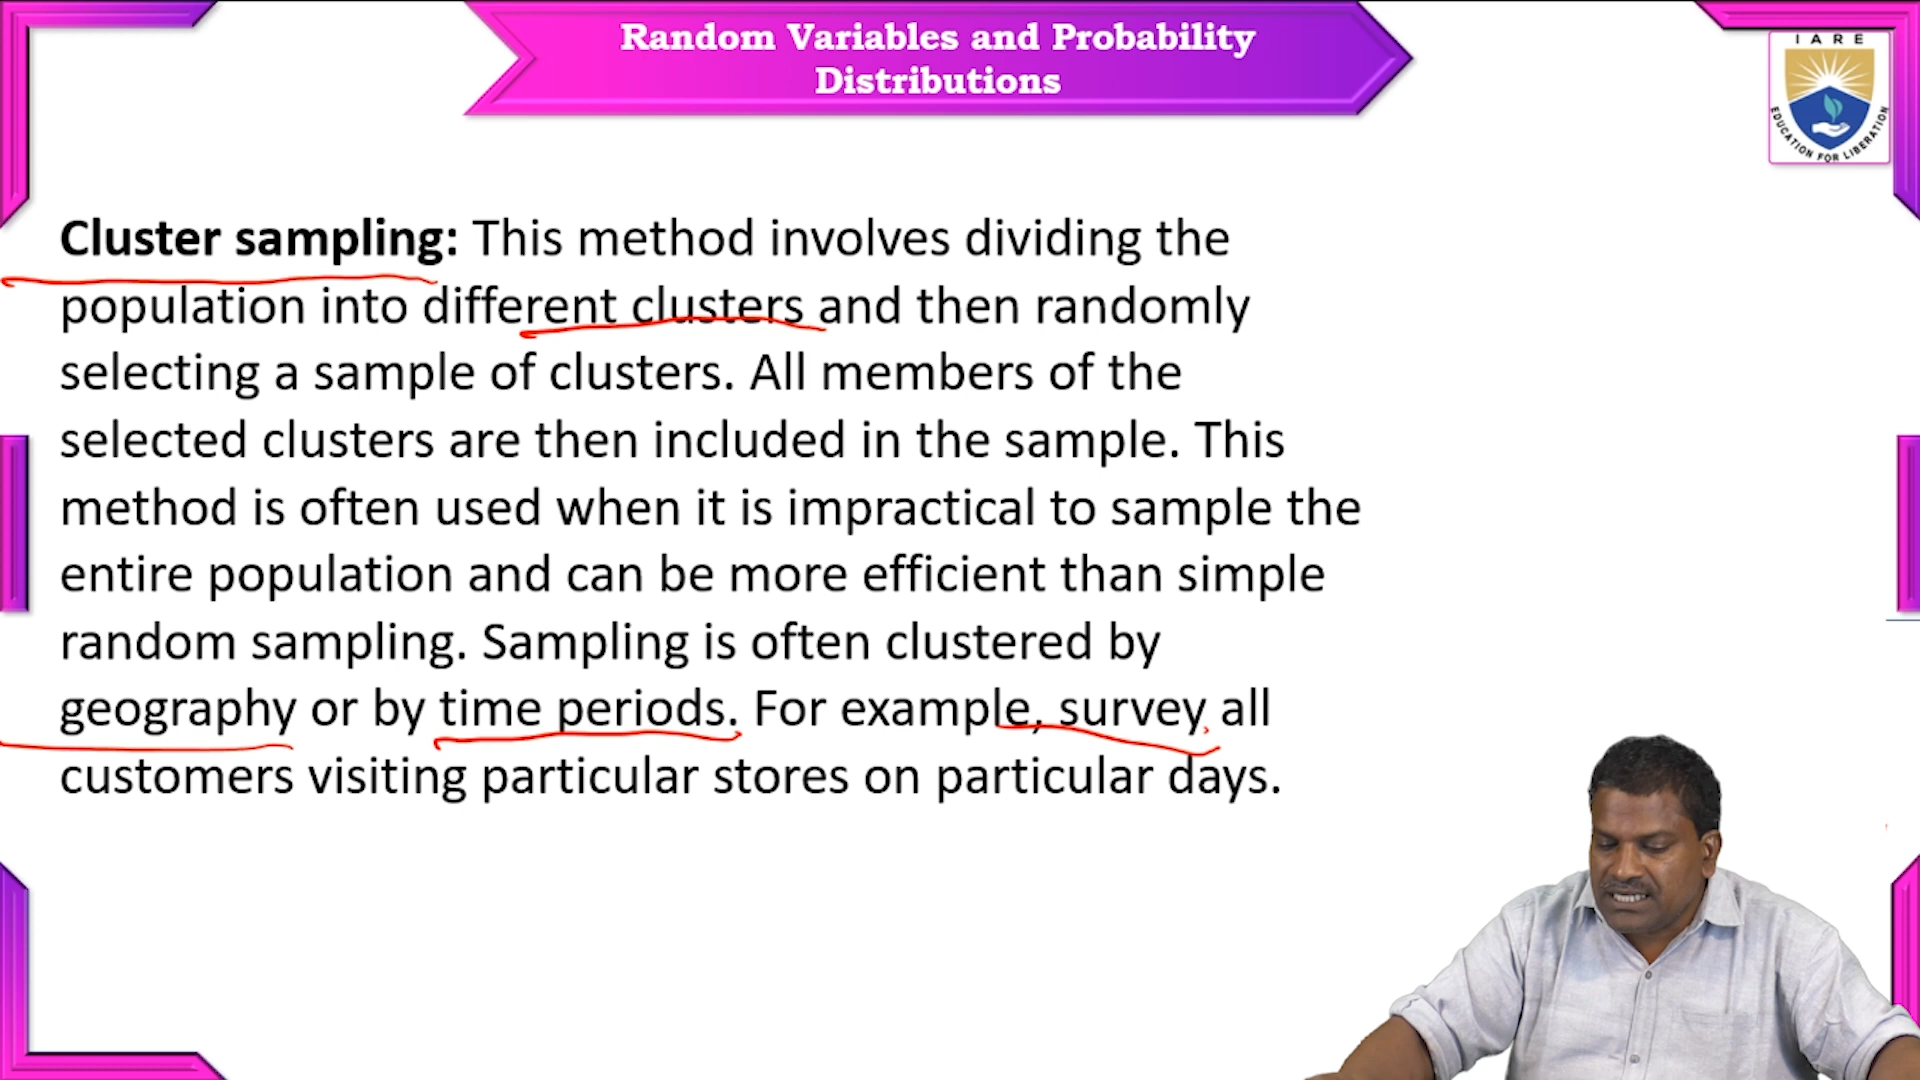 Random Variables and Probability
Distributions
IARE
EDUCATION FOR LIBERATION
Cluster sampling: This method involves dividing the
population into different clusters and then randomly
selecting a sample of clusters. All members of the
selected clusters are then included in the sample. This
method is often used when it is impractical to sample the
entire population and can be more efficient than simple
random sampling. Sampling is often clustered by
geography or by time periods. For example, survey all
customers visiting particular stores on particular days.